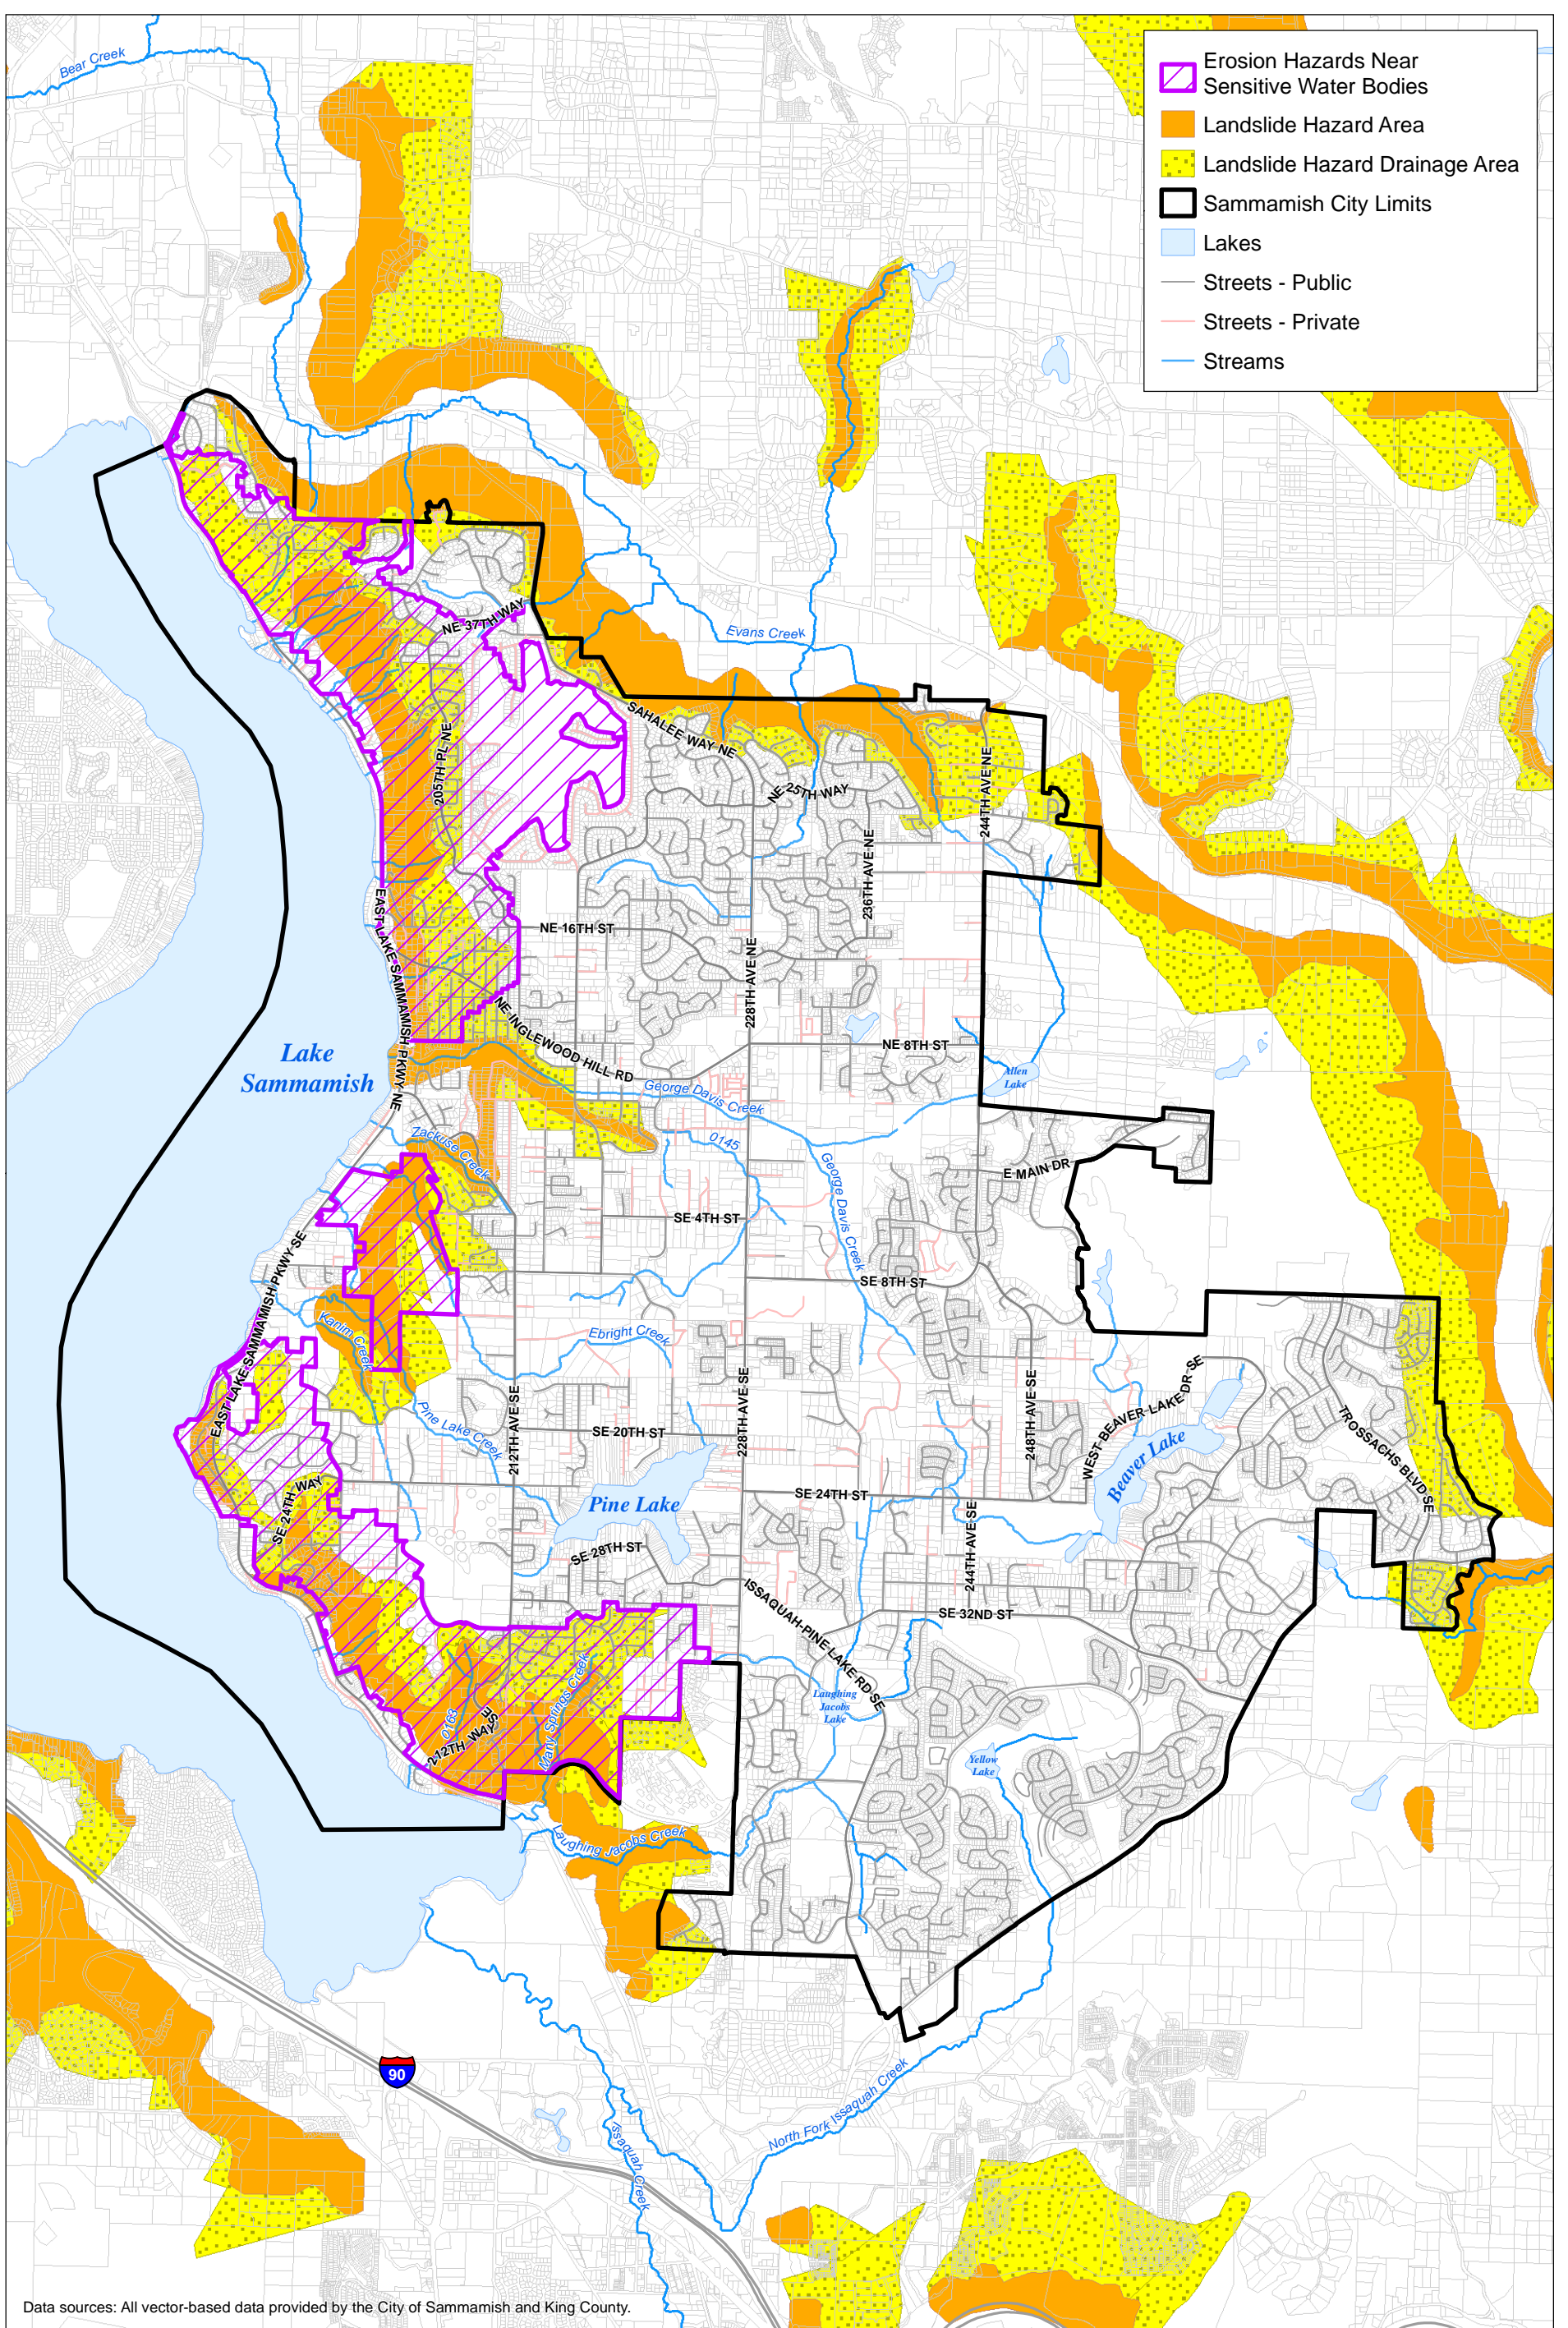 Bear Creek
Erosion Hazards Near
Sensitive Water Bodies
Landslide Hazard Area
Landslide Hazard Drainage Area
Sammamish City Limits
Lakes
Streets - Public
Streets - Private
Streams
NE 37TH WAY
Evans Creek
SAHALEE WAY NE
205TH PL NE
NE 25TH WAY
244TH AVE NE
236TH AVE NE
EAST LAKE SAMMAMISH PKWY NE
NE 16TH ST
228TH AVE NE
NE INGLEWOOD HILL RD
NE 8TH ST
Lake
Sammamish
Allen
Lake
George Davis Creek
Zackuse Creek
0145
George Davis Creek
E MAIN DR
SE 4TH ST
EAST LAKE SAMMAMISH PKWY SE
SE 8TH ST
Kanim Creek
Ebright Creek
EAST LAKE SAMMAMISH PKWY SE
212TH AVE SE
228TH AVE SE
248TH AVE SE
WEST BEAVER LAKE DR SE
Pine Lake Creek
SE 20TH ST
Beaver Lake
TROSSACHS BLVD SE
SE 24TH WAY
Pine Lake
SE 24TH ST
244TH AVE SE
SE 28TH ST
ISSAQUAH-PINE LAKE RD SE
SE 32ND ST
0163
212TH WAY SE
Many Springs Creek
Laughing
Jacobs
Lake
Yellow
Lake
Laughing Jacobs Creek
90
North Fork Issaquah Creek
Issaquah Creek
Data sources: All vector-based data provided by the City of Sammamish and King County.